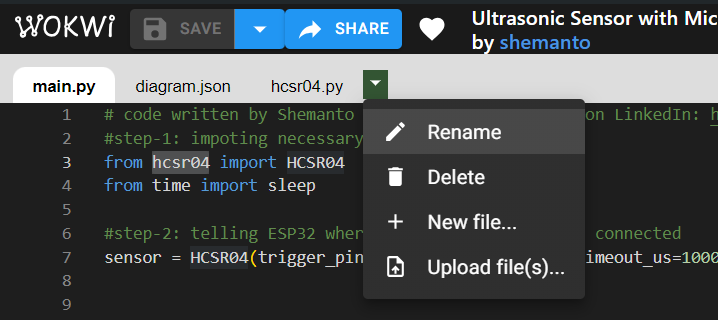 WOKWi
SAVE
SHARE
Ultrasonic Sensor with Mic
by shemanto
main.py
diagram.json
hcsr04.py
1 # code written by Shemanto on LinkedIn: h
2 #step-1: impoting necessary
3 from hcsr04 import HCSR04
4 from time import sleep
5
6 #step-2: telling ESP32 wher connected
7 sensor = HCSR04(trigger_pin imeout_us=1000
8
9
Rename
Delete
New file...
Upload file(s)...